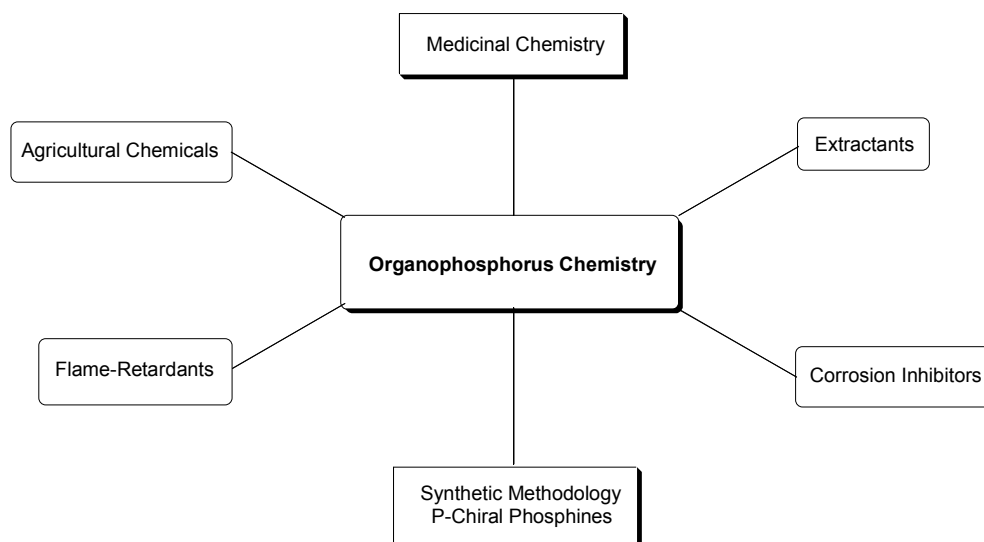 Medicinal Chemistry
Agricultural Chemicals
Extractants
Organophosphorus Chemistry
Flame-Retardants
Corrosion Inhibitors
Synthetic Methodology
P-Chiral Phosphines